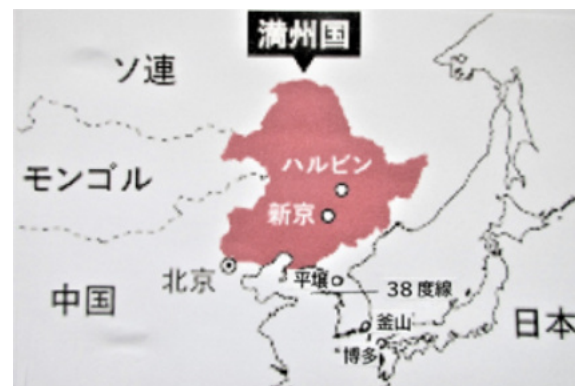 満州国
ソ連
ハルビン
モンゴル
新京
北京
平壌
38度線
中国
釜山
日本
博多